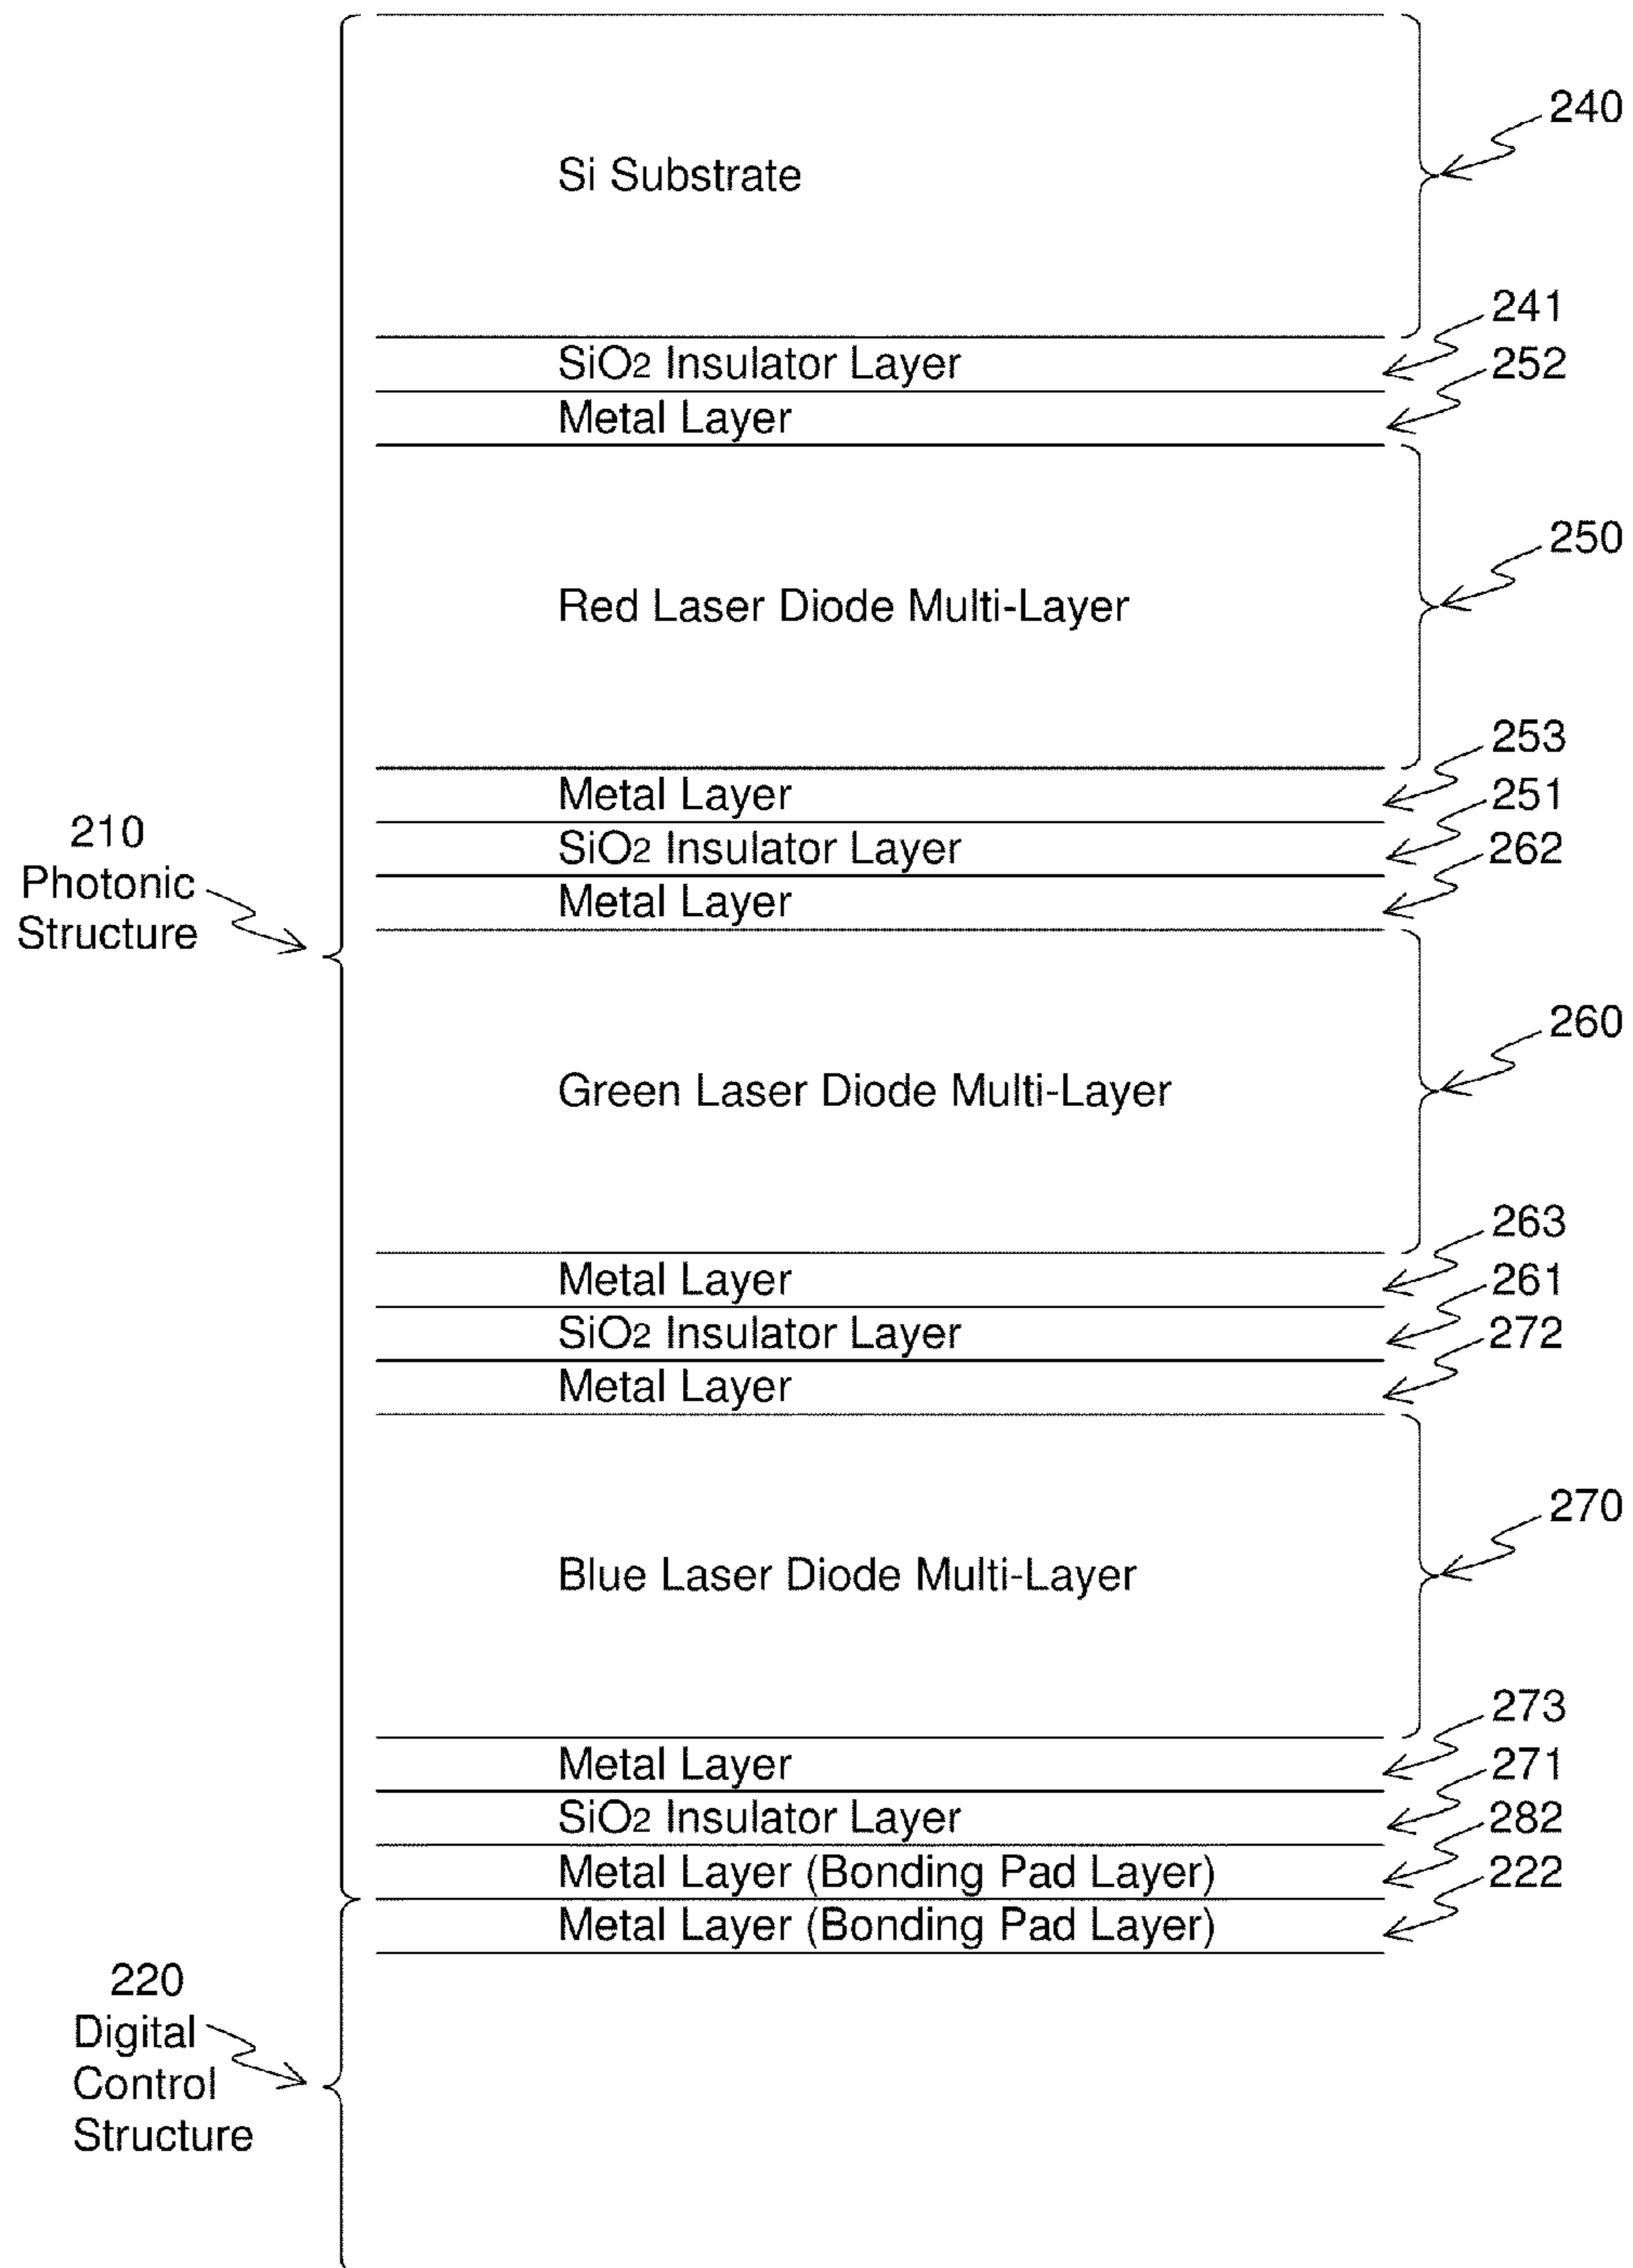 240
Si Substrate
241
SiO2 Insulator Layer
252
Metal Layer
250
Red Laser Diode Multi-Layer
253
Metal Layer
251
SiO2 Insulator Layer
262
Metal Layer
210
Photonic
Structure
260
Green Laser Diode Multi-Layer
263
Metal Layer
261
SiO2 Insulator Layer
272
Metal Layer
270
Blue Laser Diode Multi-Layer
273
Metal Layer
271
SiO2 Insulator Layer
282
Metal Layer (Bonding Pad Layer)
222
Metal Layer (Bonding Pad Layer)
220
Digital
Control
Structure